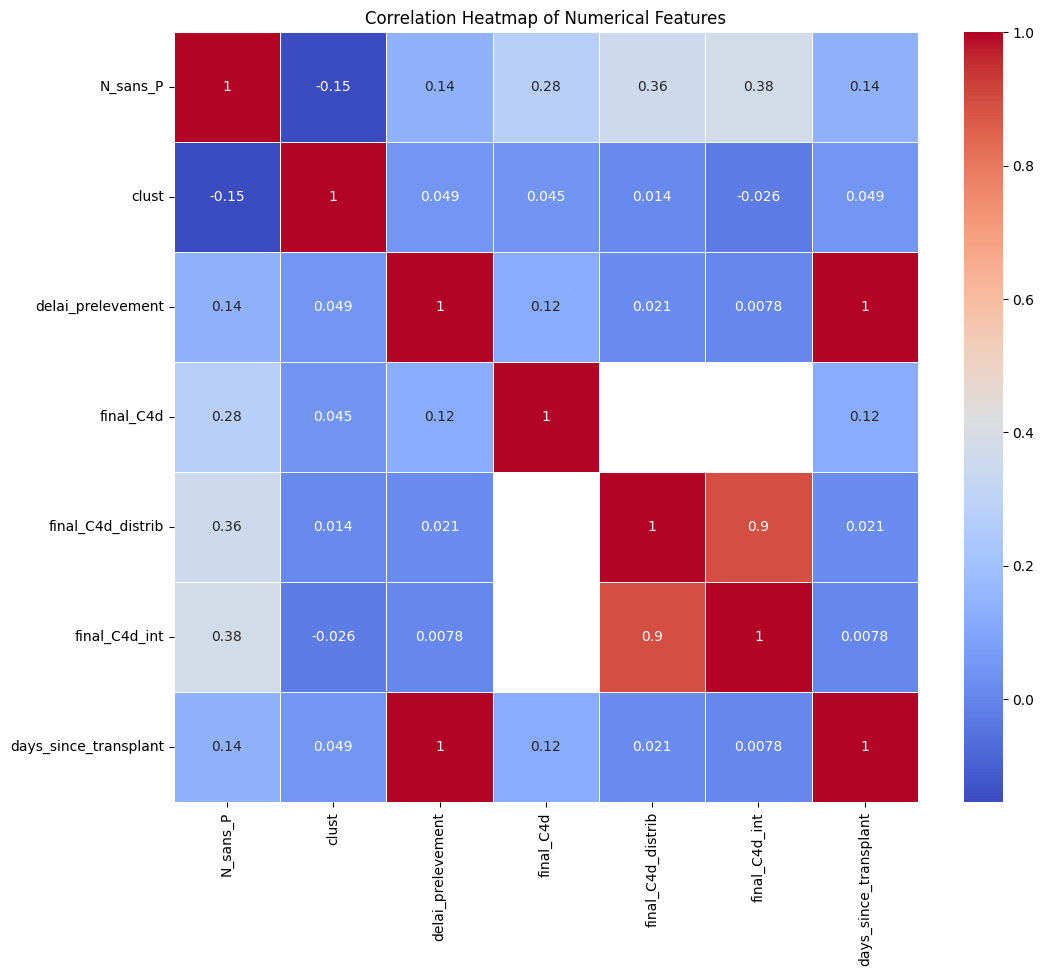 Correlation Heatmap of Numerical Features
N_sans_P 1 -0.15 0.14 0.28 0.36 0.38 0.14
clust -0.15 1 0.049 0.045 0.014 -0.026 0.049
delai_prelevement 0.14 0.049 1 0.12 0.021 0.0078 1
final_C4d 0.28 0.045 0.12 1 0.12
final_C4d_distrib 0.36 0.014 0.021 1 0.9 0.021
final_C4d_int 0.38 -0.026 0.0078 0.9 1 0.0078
days_since_transplant 0.14 0.049 1 0.12 0.021 0.0078 1
N_sans_P
clust
delai_prelevement
final_C4d
final_C4d_distrib
final_C4d_int
days_since_transplant
1.0
0.8
0.6
0.4
0.2
0.0